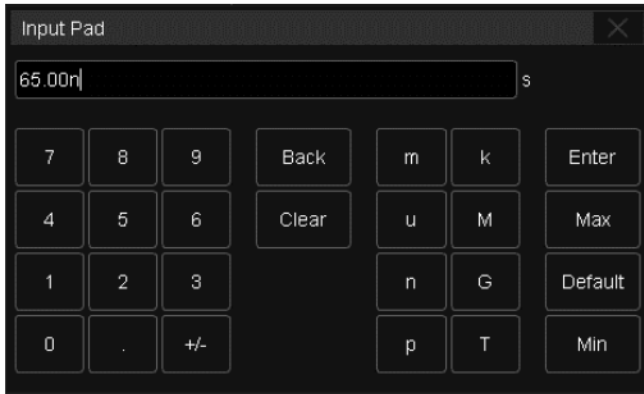 Input Pad
65.00n s
7 8 9 Back m k Enter
4 5 6 Clear u M Max
1 2 3 n G Default
0 . +/- p T Min